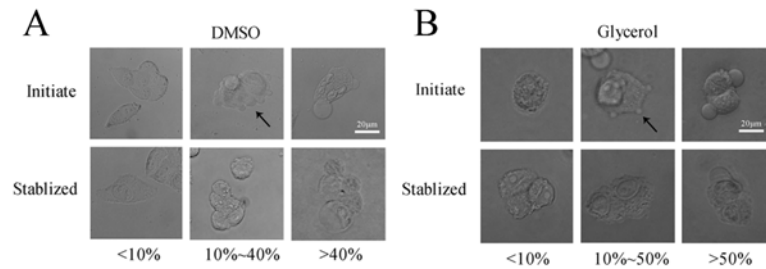 A
DMSO
Initiate
20μm
Stablized
<10%
10%~40%
>40%
B
Glycerol
Initiate
20μm
Stablized
<10%
10%~50%
>50%